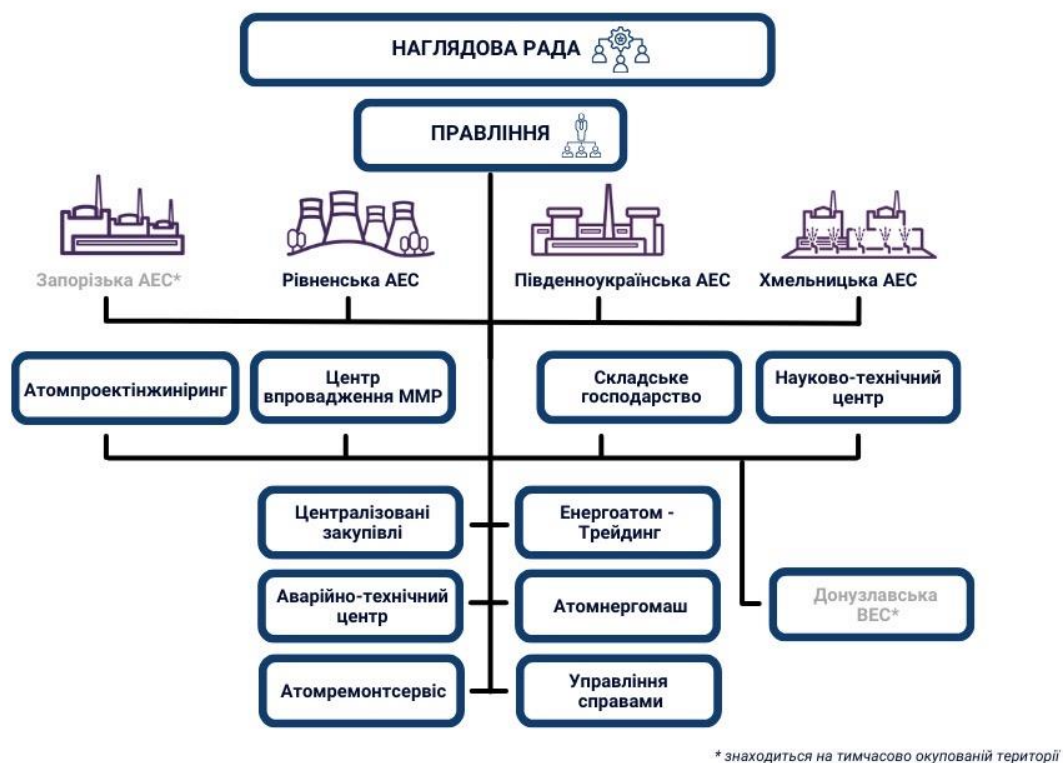 НАГЛЯДОВА РАДА
ПРАВЛІННЯ
Запорізька АЕС*
Рівненська АЕС
Південноукраїнська АЕС
Хмельницька АЕС
Атомпроектінжиніринг
Центр
впровадження ММР
Складське
господарство
Науково-технічний
центр
Централізовані
закупівлі
Енергоатом -
Трейдинг
Аварійно-технічний
центр
Атомнергомаш
Донузлавська
ВЕС*
Атомремонтсервіс
Управління
справами
* знаходиться на тимчасово окупованій території